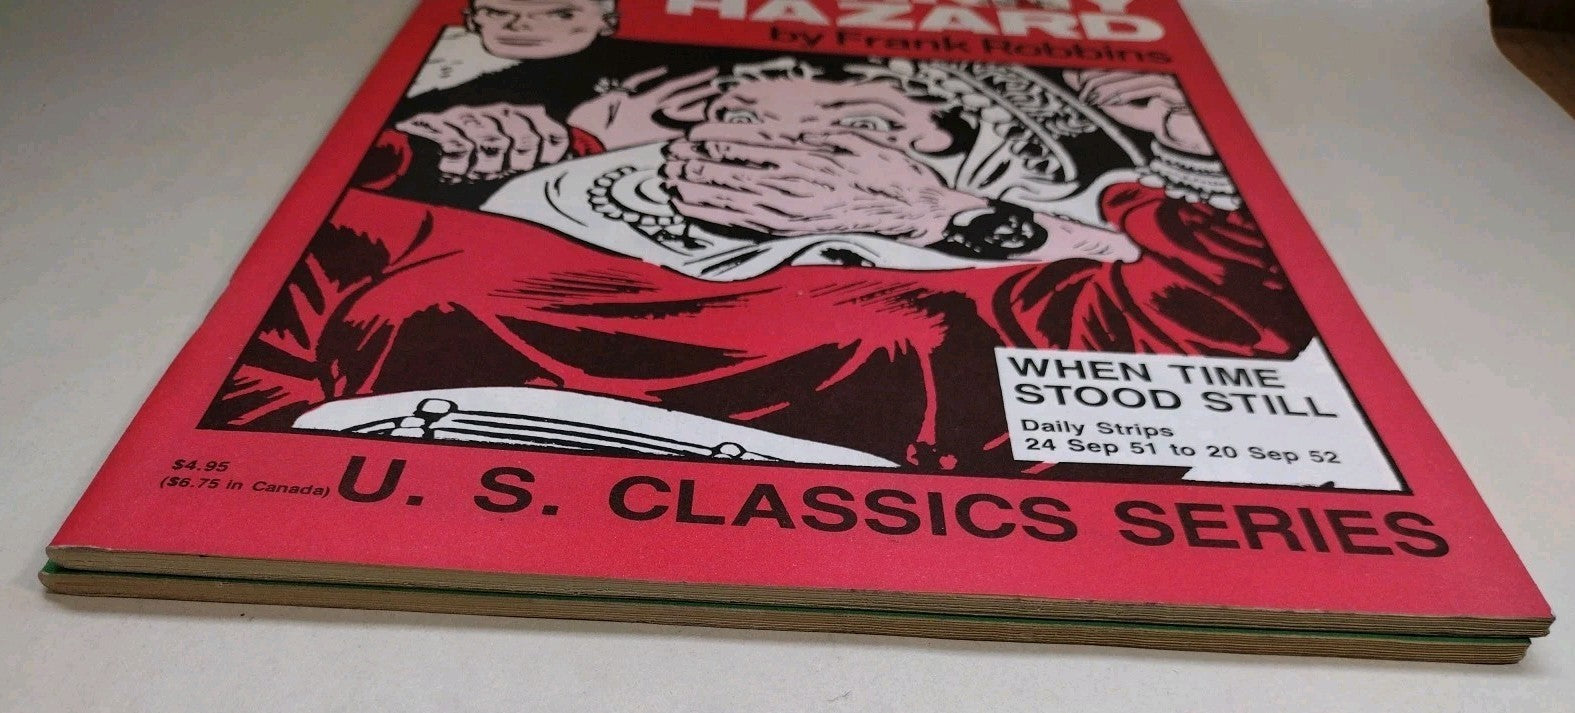 HAZARD
by Frank Robbins
WHEN TIME
STOOD STILL
Daily Strips
24 Sep 51 to 20 Sep 52
$4.95
($6.75 in Canada)
U. S. CLASSICS SERIES